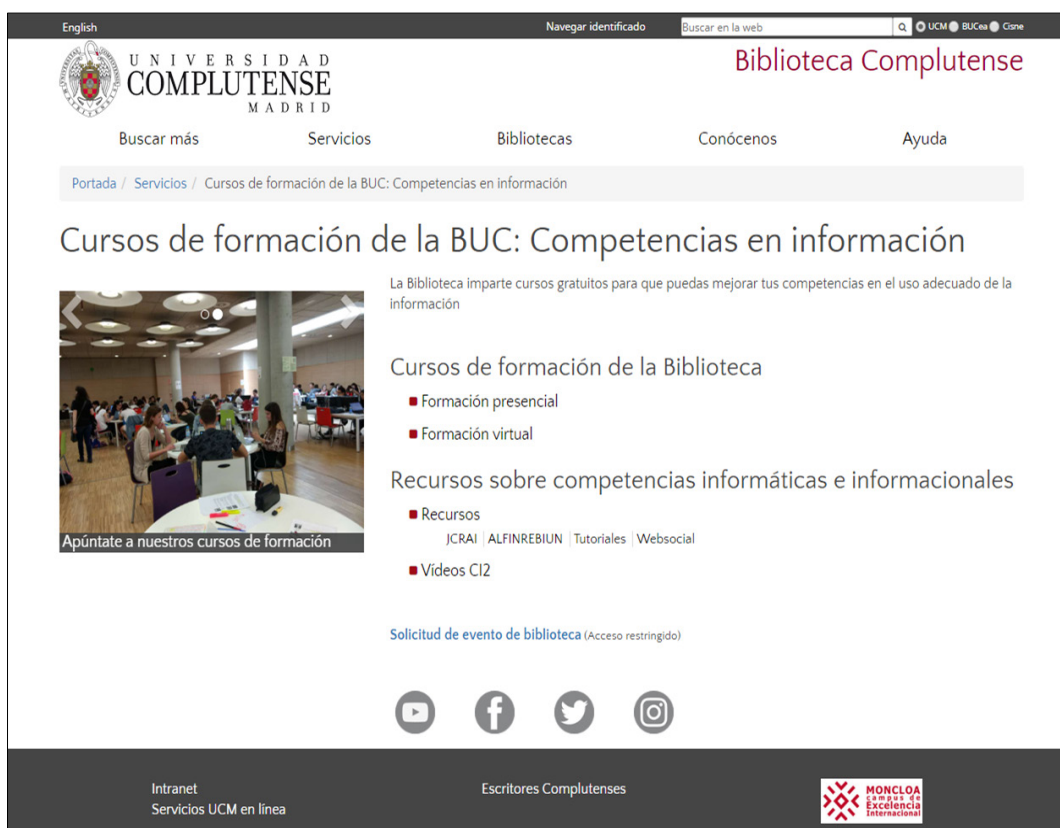 English
Navegar identificado
Buscar en la web
UCM BUCea Cisne
UNIVERSIDAD
COMPLUTENSE
MADRID
Biblioteca Complutense
Buscar más Servicios Bibliotecas Conócenos Ayuda
Portada / Servicios / Cursos de formación de la BUC: Competencias en información
Cursos de formación de la BUC: Competencias en información
La Biblioteca imparte cursos gratuitos para que puedas mejorar tus competencias en el uso adecuado de la
información
Cursos de formación de la Biblioteca
Formación presencial
Formación virtual
Recursos sobre competencias informáticas e informacionales
Recursos
JCRAI | ALFINREBIUN | Tutoriales | Websocial
Vídeos CI2
Apúntate a nuestros cursos de formación
Solicitud de evento de biblioteca (Acceso restringido)
Intranet
Servicios UCM en línea
Escritores Complutenses
MONCLOA
campus de
Excelencia
Internacional